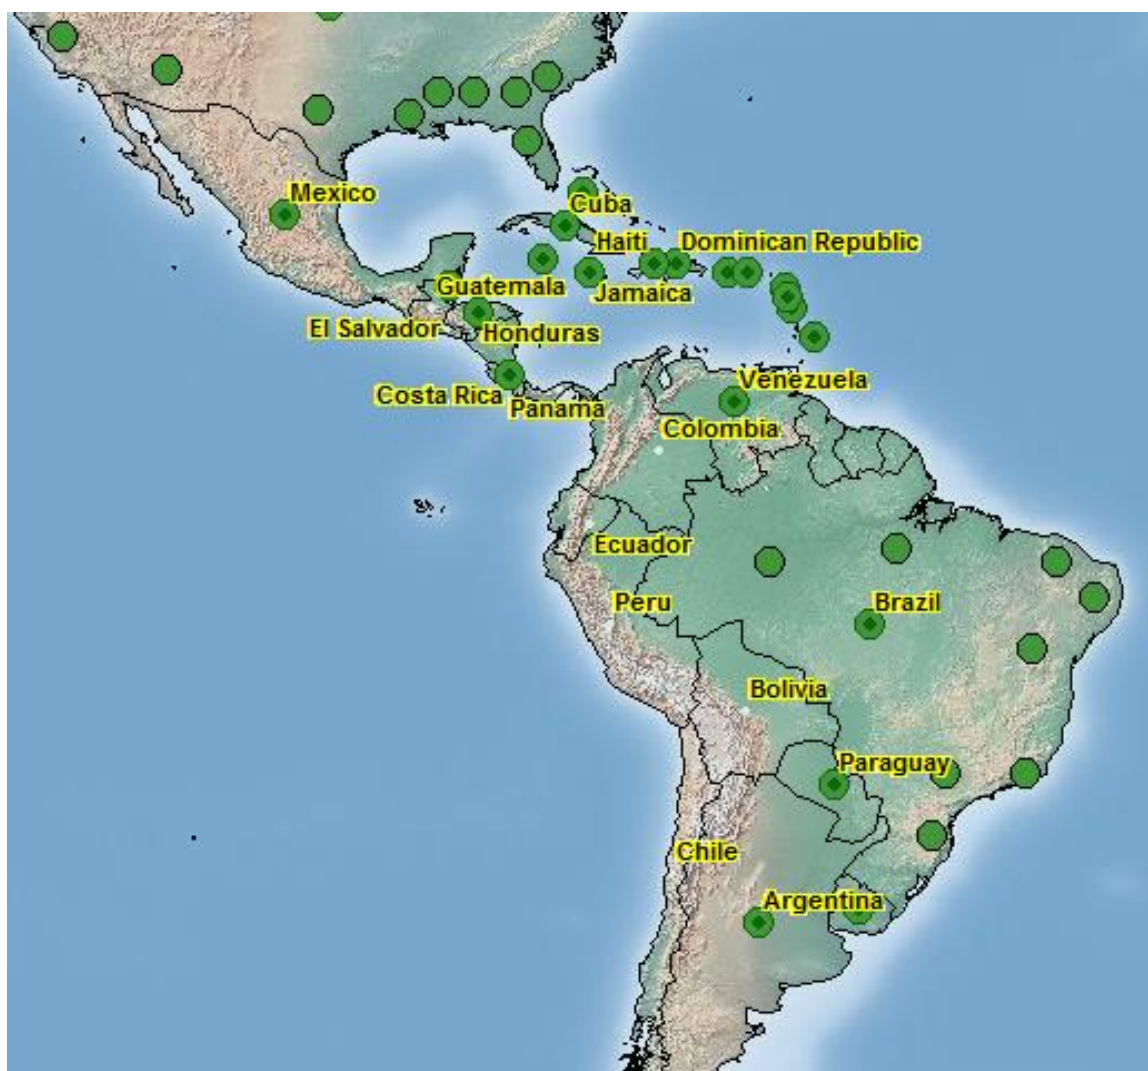 Mexico
Cuba
Haiti
Dominican Republic
Guatemala
Jamaica
El Salvador
Honduras
Costa Rica
Panama
Venezuela
Colombia
Ecuador
Peru
Brazil
Bolivia
Paraguay
Chile
Argentina